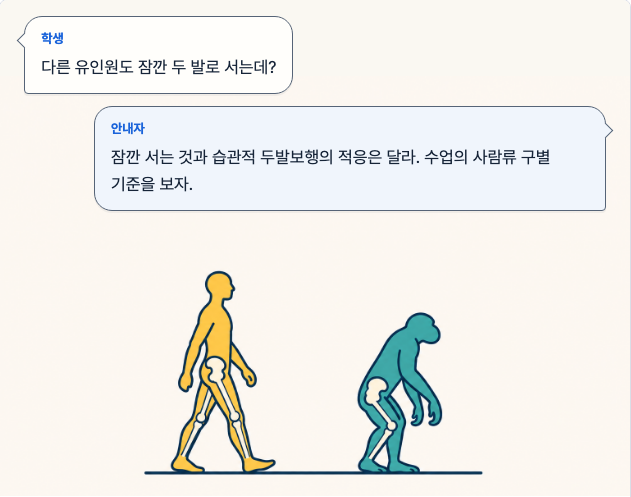 학생
다른 유인원도 잠깐 두 발로 서는데?
안내자
잠깐 서는 것과 습관적 두발보행의 적응은 달라. 수업의 사람류 구별
기준을 보자.